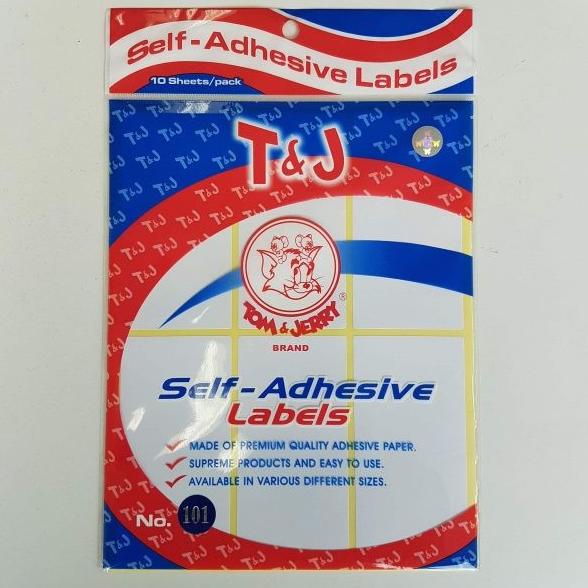 Self-Adhesive Labels
10 Sheets/pack
T&J
TOM & JERRY ®
BRAND
Self-Adhesive
Labels
MADE OF PREMIUM QUALITY ADHESIVE PAPER.
SUPREME PRODUCTS AND EASY TO USE.
AVAILABLE IN VARIOUS DIFFERENT SIZES.
No. 101